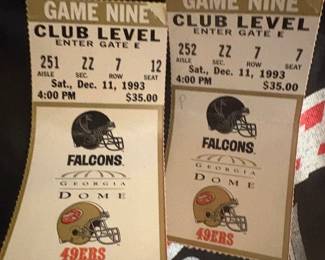 GAME NINE
CLUB LEVEL
ENTER GATE E
251 22 7 12
AISLE SEC. ROW SEAT
Sat., Dec. 11, 1993
4:00 PM $35.00
FALCONS
GEORGIA
DOME
49ERS
GAME NINE
CLUB LEVEL
ENTER GATE E
252 22 7 7
AISLE SEC. ROW SEAT
Sat., Dec. 11, 1993
4:00 PM $35.00
P
FALCONS
GEORGIA
DOME
49ERS